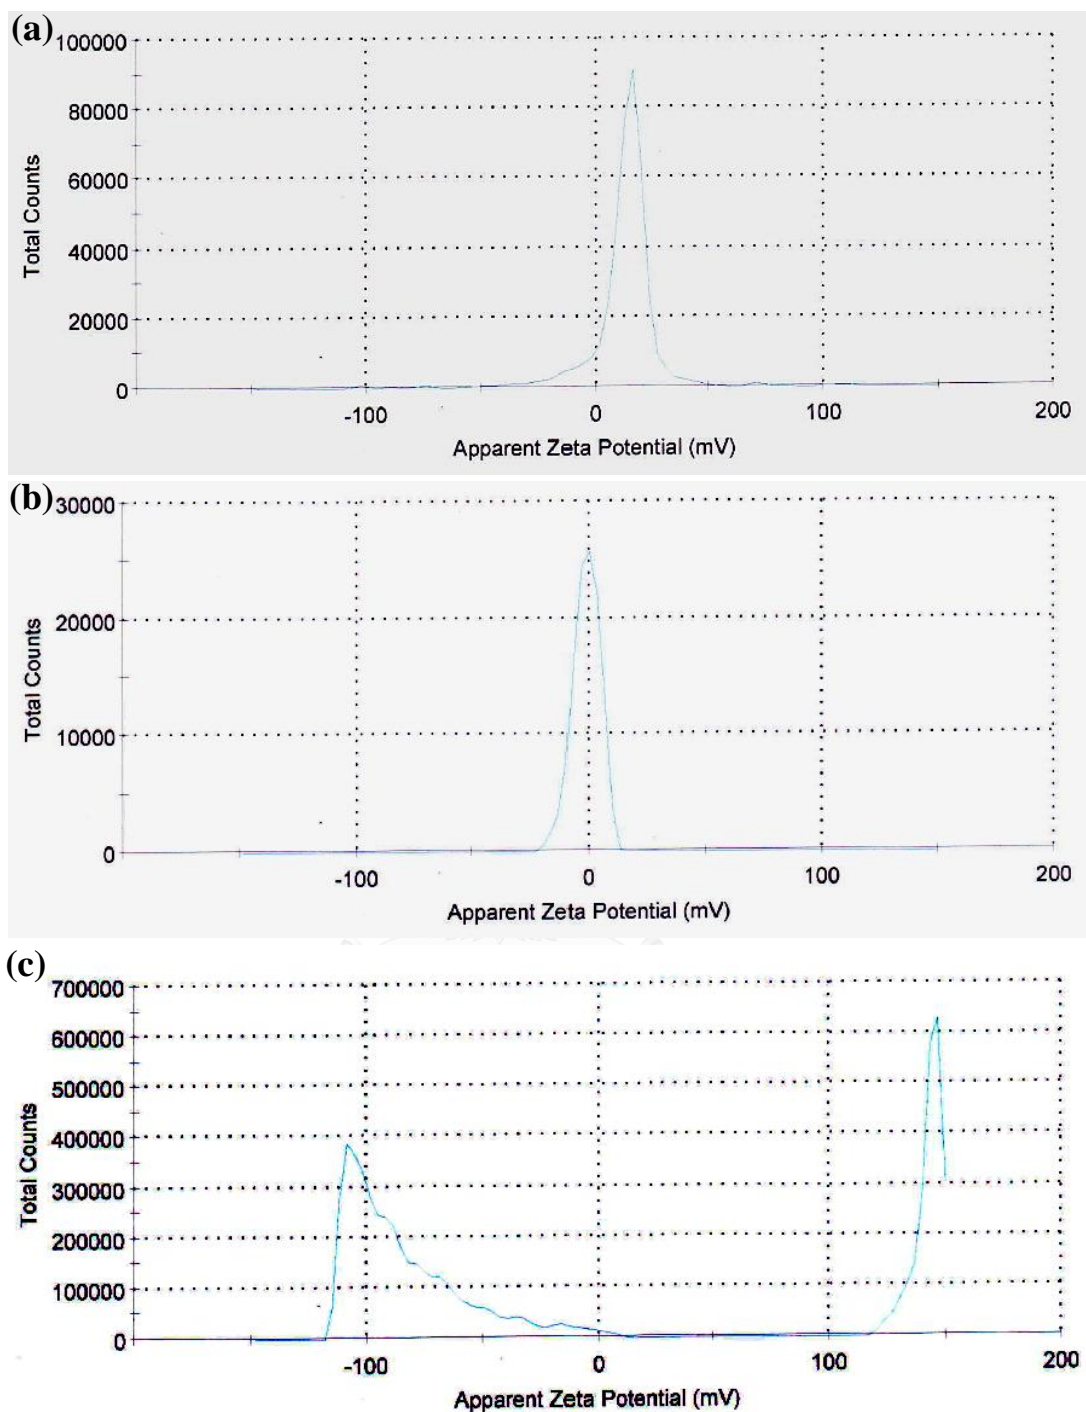 (a)
100000
80000
60000
40000
20000
0
Total Counts
-100 0 100 200
Apparent Zeta Potential (mV)
(b)
30000
20000
10000
0
Total Counts
-100 0 100 200
Apparent Zeta Potential (mV)
(c)
700000
600000
500000
400000
300000
200000
100000
0
Total Counts
-100 0 100 200
Apparent Zeta Potential (mV)